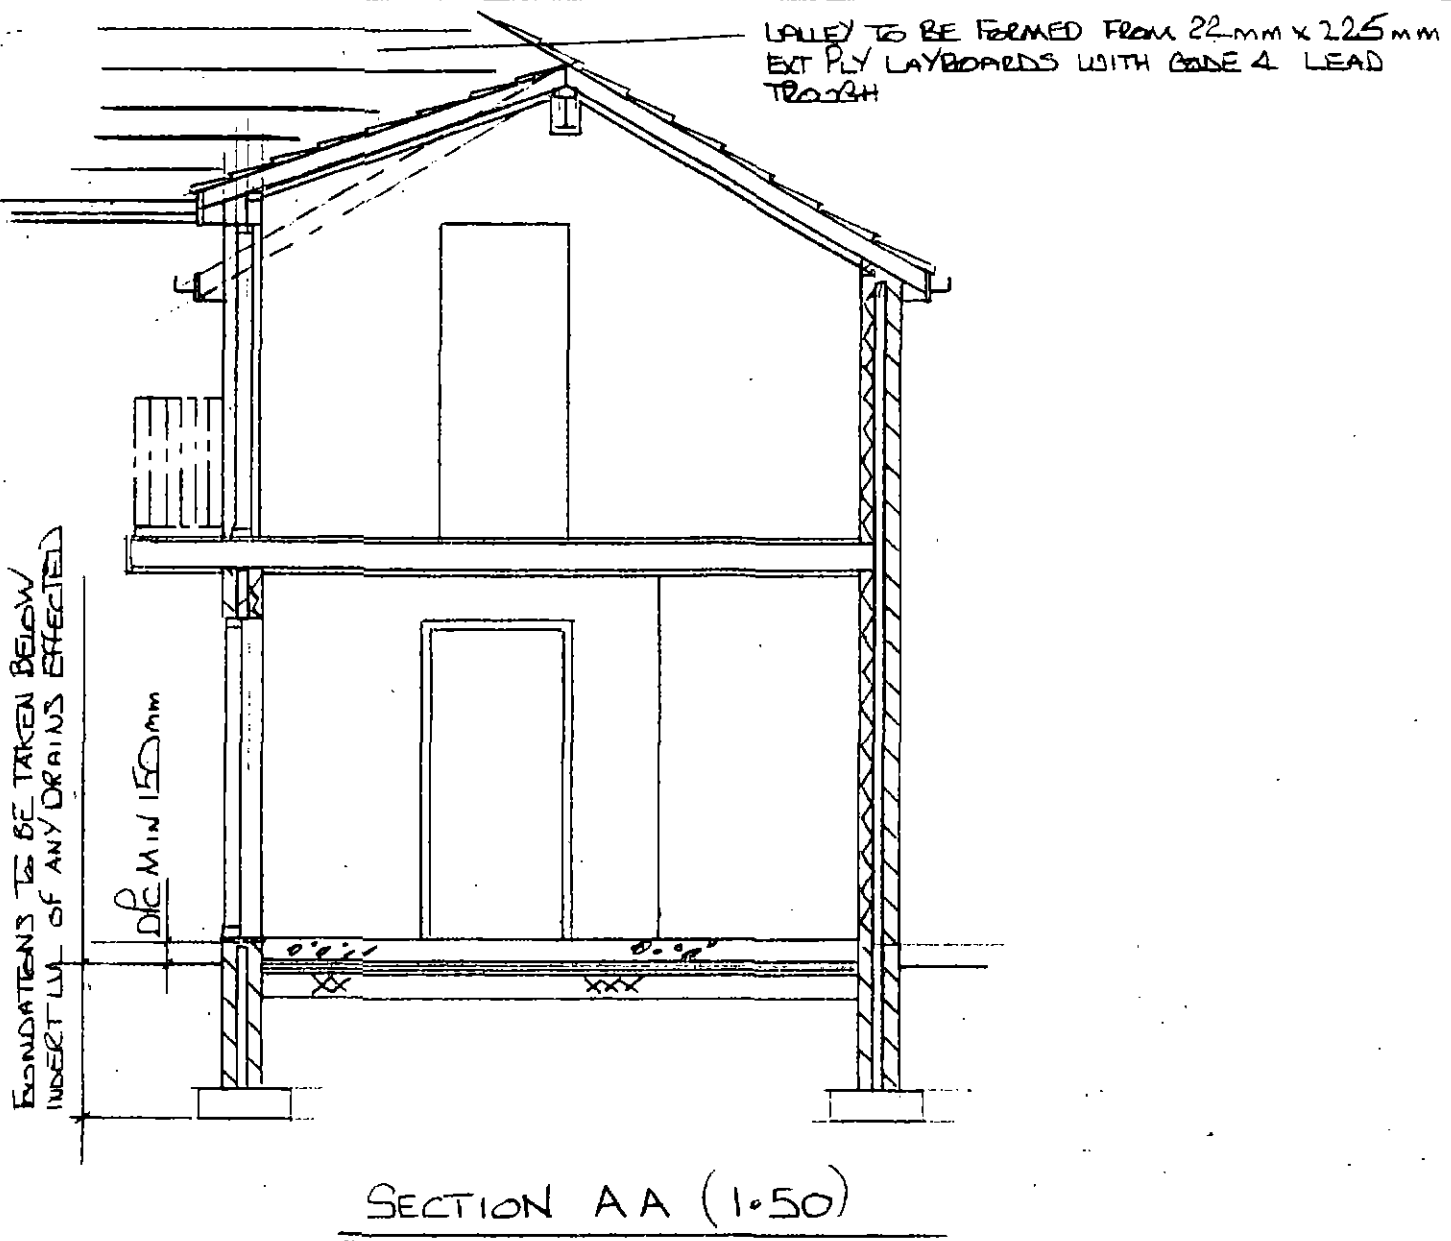 VALLEY TO BE FORMED FROM 22mm x 225mm
EXT PLY LAYBOARDS WITH CODE 4 LEAD
TROUGH
FOUNDATIONS TO BE TAKEN BELOW
INVERT LVL OF ANY DRAINS EFFECTED
DPC MIN 150mm
SECTION AA (1:50)